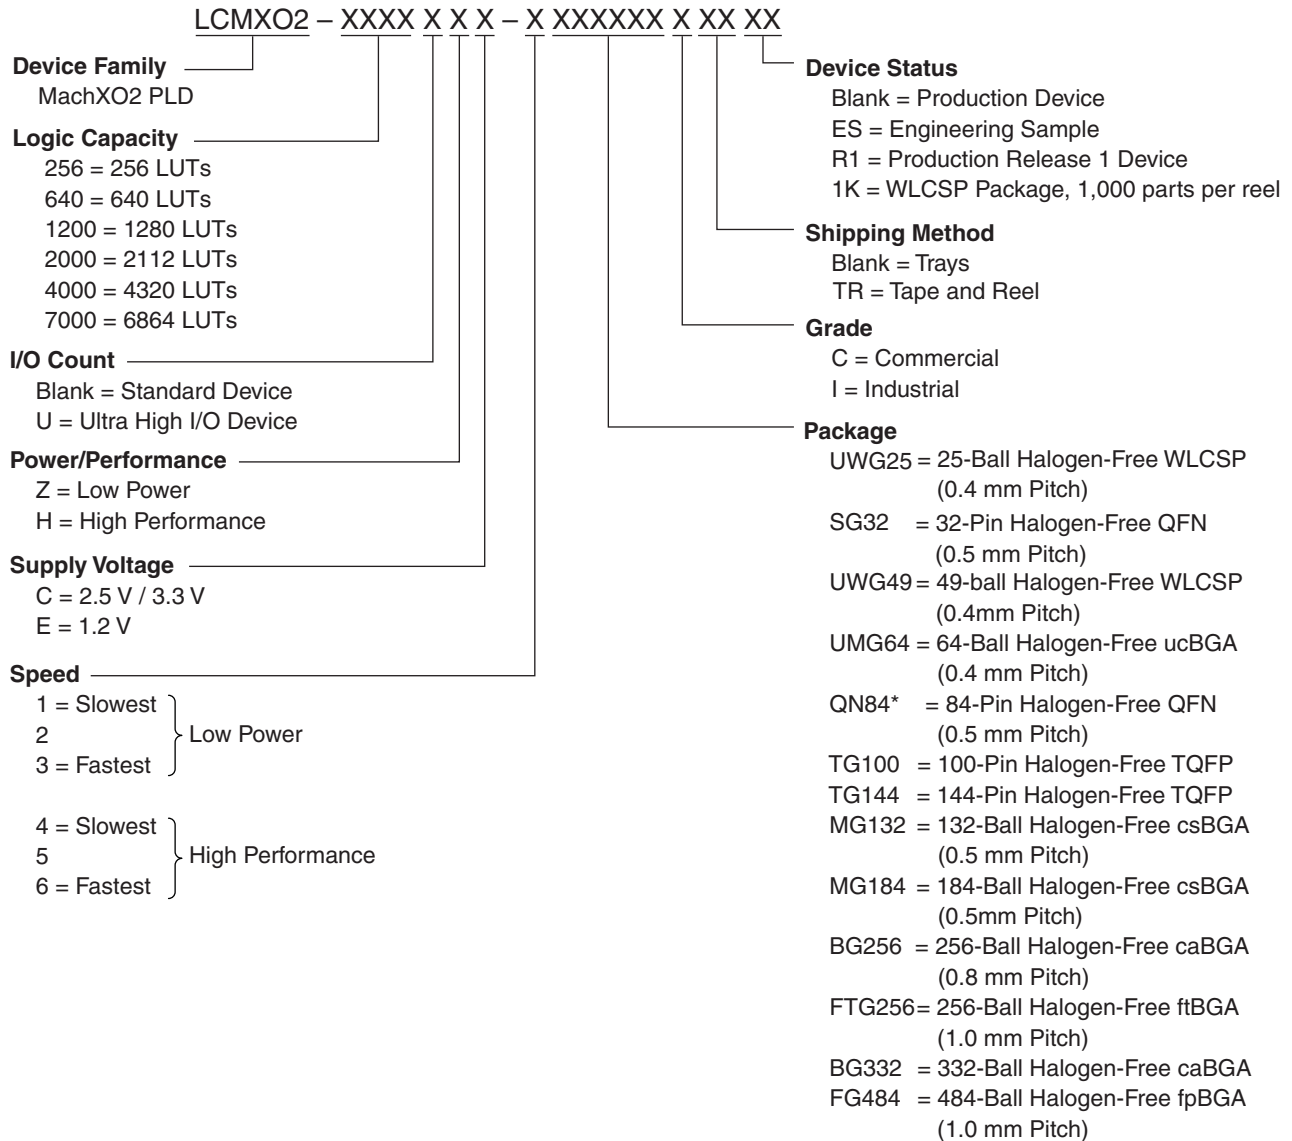 LCMXO2 – XXXX X X X – X XXXXXX X XX XX
Device Family
MachXO2 PLD
Logic Capacity
256 = 256 LUTs
640 = 640 LUTs
1200 = 1280 LUTs
2000 = 2112 LUTs
4000 = 4320 LUTs
7000 = 6864 LUTs
I/O Count
Blank = Standard Device
U = Ultra High I/O Device
Power/Performance
Z = Low Power
H = High Performance
Supply Voltage
C = 2.5 V / 3.3 V
E = 1.2 V
Speed
1 = Slowest
2
3 = Fastest
Low Power
4 = Slowest
5
6 = Fastest
High Performance
Device Status
Blank = Production Device
ES = Engineering Sample
R1 = Production Release 1 Device
1K = WLCSP Package, 1,000 parts per reel
Shipping Method
Blank = Trays
TR = Tape and Reel
Grade
C = Commercial
I = Industrial
Package
UWG25 = 25-Ball Halogen-Free WLCSP
(0.4 mm Pitch)
SG32 = 32-Pin Halogen-Free QFN
(0.5 mm Pitch)
UWG49 = 49-ball Halogen-Free WLCSP
(0.4mm Pitch)
UMG64 = 64-Ball Halogen-Free ucBGA
(0.4 mm Pitch)
QN84* = 84-Pin Halogen-Free QFN
(0.5 mm Pitch)
TG100 = 100-Pin Halogen-Free TQFP
TG144 = 144-Pin Halogen-Free TQFP
MG132 = 132-Ball Halogen-Free csBGA
(0.5 mm Pitch)
MG184 = 184-Ball Halogen-Free csBGA
(0.5mm Pitch)
BG256 = 256-Ball Halogen-Free caBGA
(0.8 mm Pitch)
FTG256= 256-Ball Halogen-Free ftBGA
(1.0 mm Pitch)
BG332 = 332-Ball Halogen-Free caBGA
FG484 = 484-Ball Halogen-Free fpBGA
(1.0 mm Pitch)